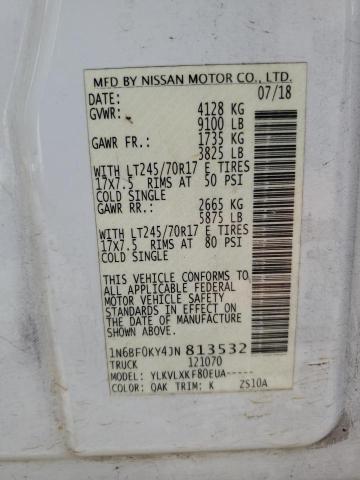 MFD BY NISSAN MOTOR CO., LTD.
DATE: 07/18
GVWR: 4128 KG
9100 LB
GAWR FR: 1735 KG
3825 LB
WITH LT245/70R17 E TIRES
17X7.5 RIMS AT 50 PSI
COLD SINGLE
GAWR RR: 2665 KG
5875 LB
WITH LT245/70R17 E TIRES
17X7.5 RIMS AT 80 PSI
COLD SINGLE
THIS VEHICLE CONFORMS TO
ALL APPLICABLE FEDERAL
MOTOR VEHICLE SAFETY
STANDARDS IN EFFECT ON
THE DATE OF MANUFACTURE
SHOWN ABOVE.
1N6BF0KY4JN 813532
TRUCK 121070
MODEL: YLKVLXKF80EUA-----
COLOR: QAK TRIM: K ZS10A